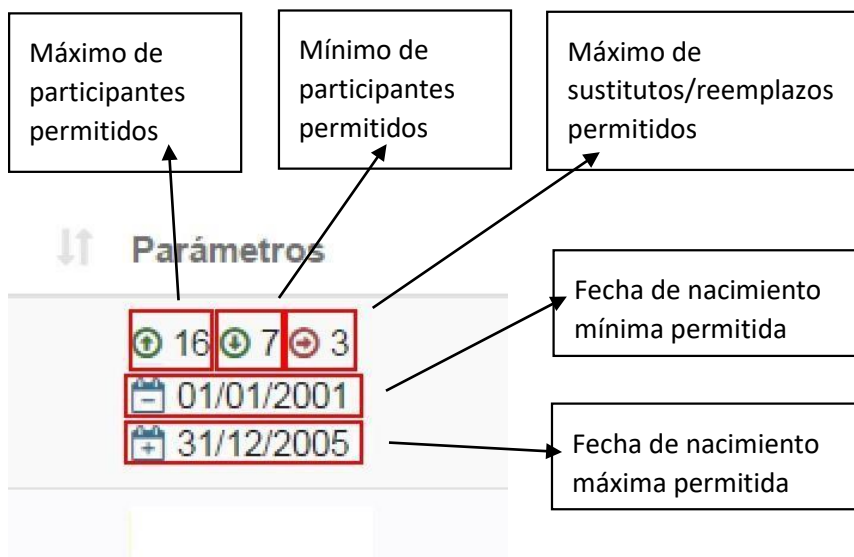 Máximo de
participantes
permitidos
Mínimo de
participantes
permitidos
Máximo de
sustitutos/reemplazos
permitidos
Parámetros
16 7 3
01/01/2001
31/12/2005
Fecha de nacimiento
mínima permitida
Fecha de nacimiento
máxima permitida